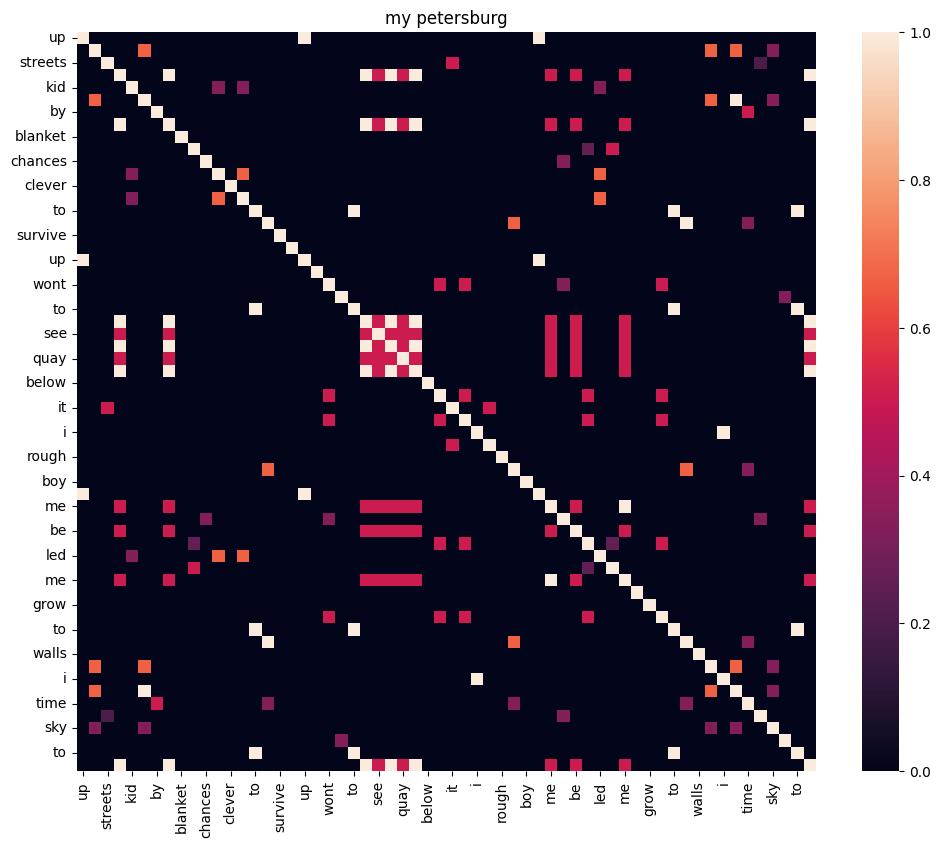 my petersburg
up
streets
kid
by
blanket
chances
clever
to
survive
up
wont
to
see
quay
below
it
i
rough
boy
me
be
led
me
grow
to
walls
i
time
sky
to
1.0
0.8
0.6
0.4
0.2
0.0
up
streets
kid
by
blanket
chances
clever
to
survive
up
wont
to
see
quay
below
it
i
rough
boy
me
be
led
me
grow
to
walls
i
time
sky
to